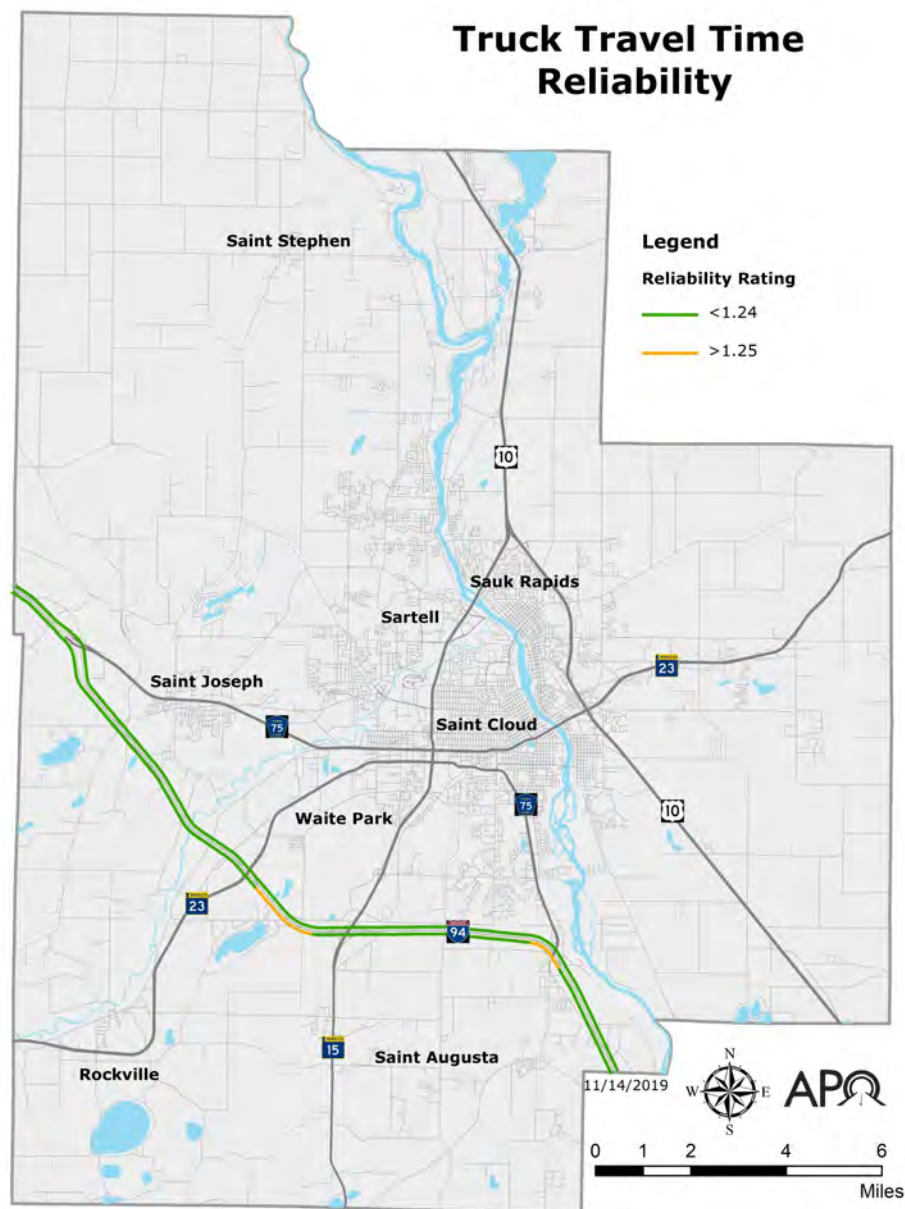 Truck Travel Time
Reliability
Saint Stephen
Legend
Reliability Rating
<1.24
>1.25
10
Sauk Rapids
Sartell
23
Saint Joseph
75
Saint Cloud
75
10
Waite Park
23
94
15
Saint Augusta
Rockville
11/14/2019
N
W E
S
APO
0 1 2 4 6
Miles